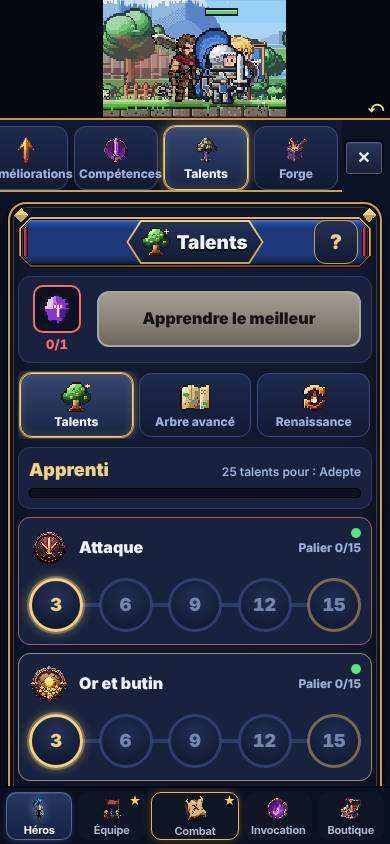 méliorations
Compétences
Talents
Forge
×
Talents
?
0/1
Apprendre le meilleur
Talents
Arbre avancé
Renaissance
Apprenti
25 talents pour : Adepte
Attaque
Palier 0/15
3 6 9 12 15
Or et butin
Palier 0/15
3 6 9 12 15
Héros
Équipe
Combat
Invocation
Boutique